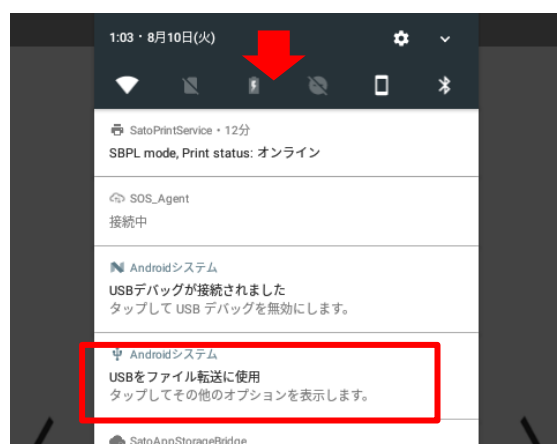 1:03・8月10日(火)
SatoPrintService・12分
SBPL mode, Print status: オンライン
SOS_Agent
接続中
Androidシステム
USBデバッグが接続されました
タップして USB デバッグを無効にします。
Androidシステム
USBをファイル転送に使用
タップしてその他のオプションを表示します。
SatoAppStorageBridge